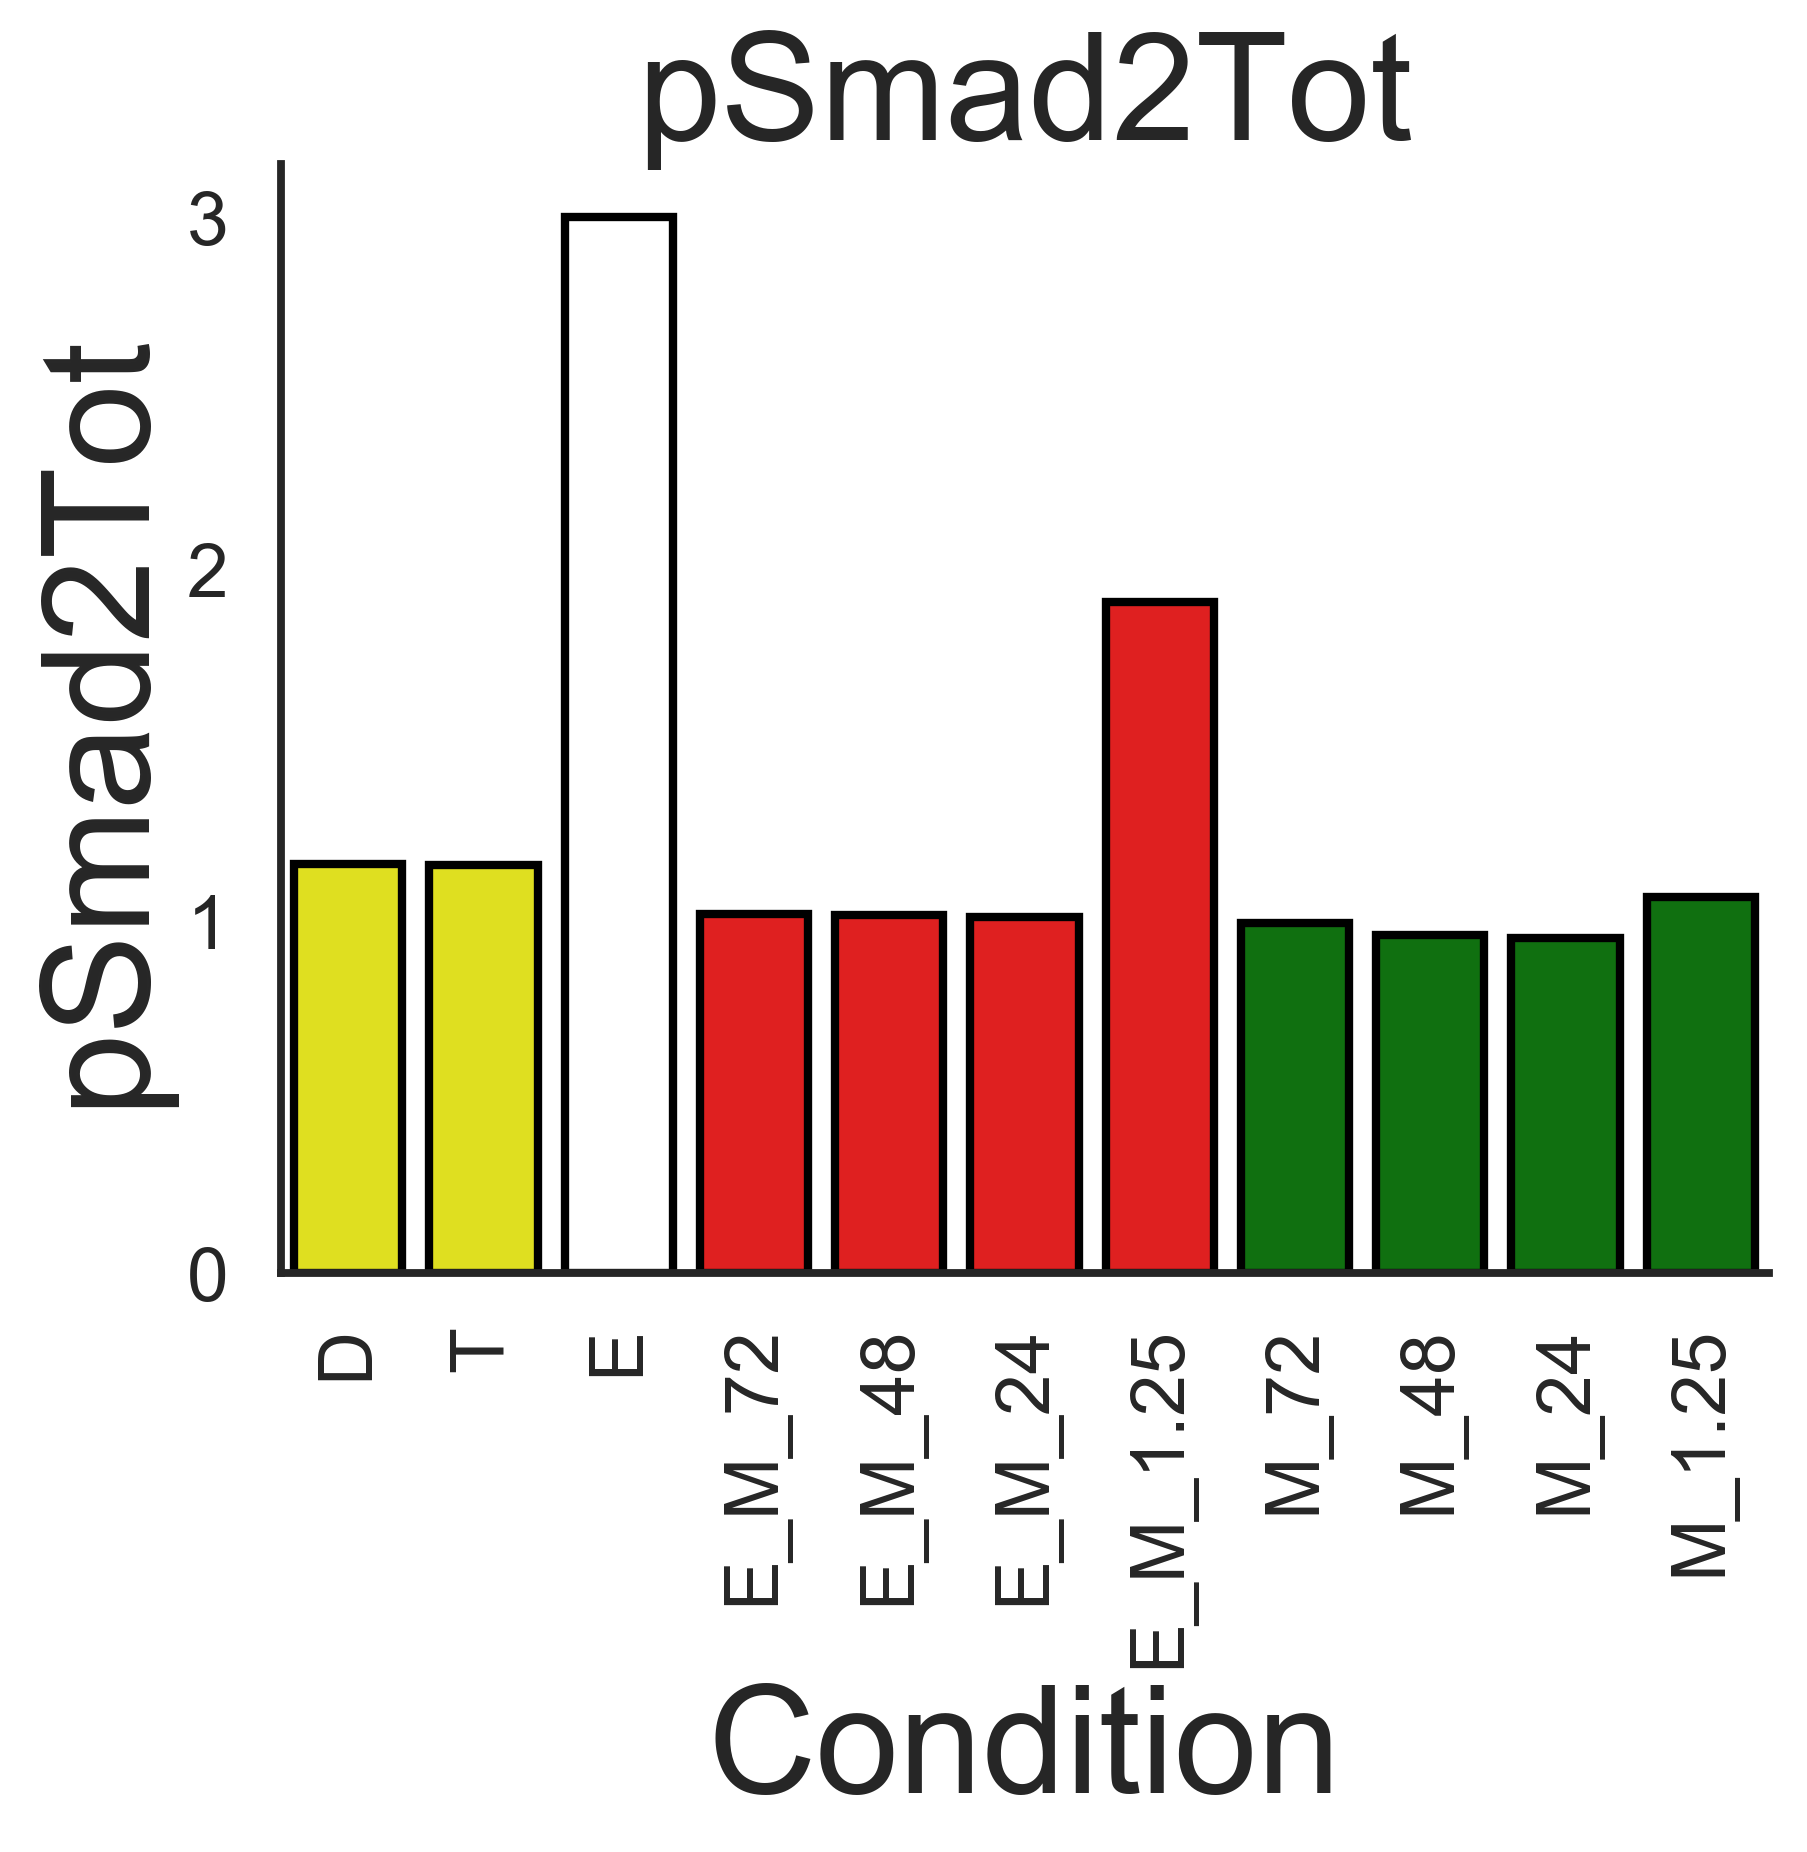 pSmad2Tot
pSmad2Tot
3
2
1
0
D
T
E
E_M_72
E_M_48
E_M_24
E_M_1.25
M_72
M_48
M_24
M_1.25
Condition